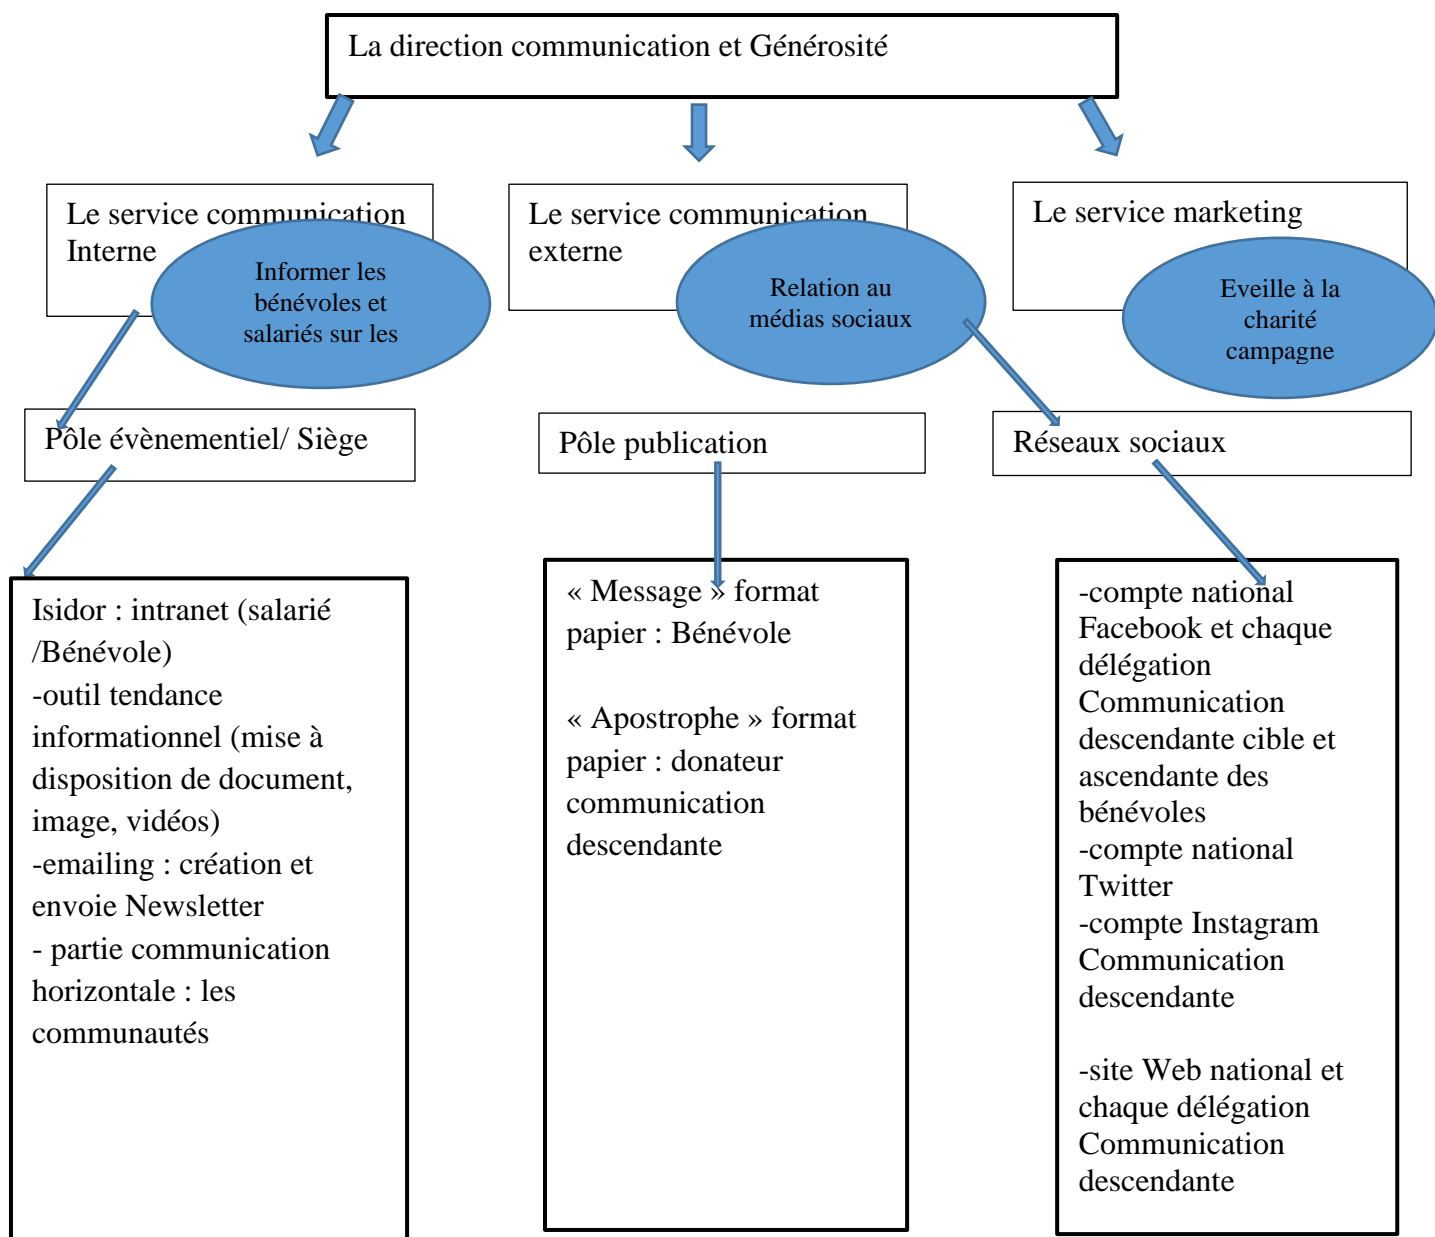 La direction communication et Générosité
Le service communication
Interne
Informer les
bénévoles et
salariés sur les
Le service communication
externe
Relation au
médias sociaux
Le service marketing
Eveille à la
charité
campagne
Pôle évènementiel/ Siège
Pôle publication
Réseaux sociaux
Isidor : intranet (salarié
/Bénévole)
-outil tendance
informationnel (mise à
disposition de document,
image, vidéos)
-emailing : création et
envoie Newsletter
- partie communication
horizontale : les
communautés
« Message » format
papier : Bénévole
« Apostrophe » format
papier : donateur
communication
descendante
-compte national
Facebook et chaque
délégation
Communication
descendante cible et
ascendante des
bénévoles
-compte national
Twitter
-compte Instagram
Communication
descendante
-site Web national et
chaque délégation
Communication
descendante